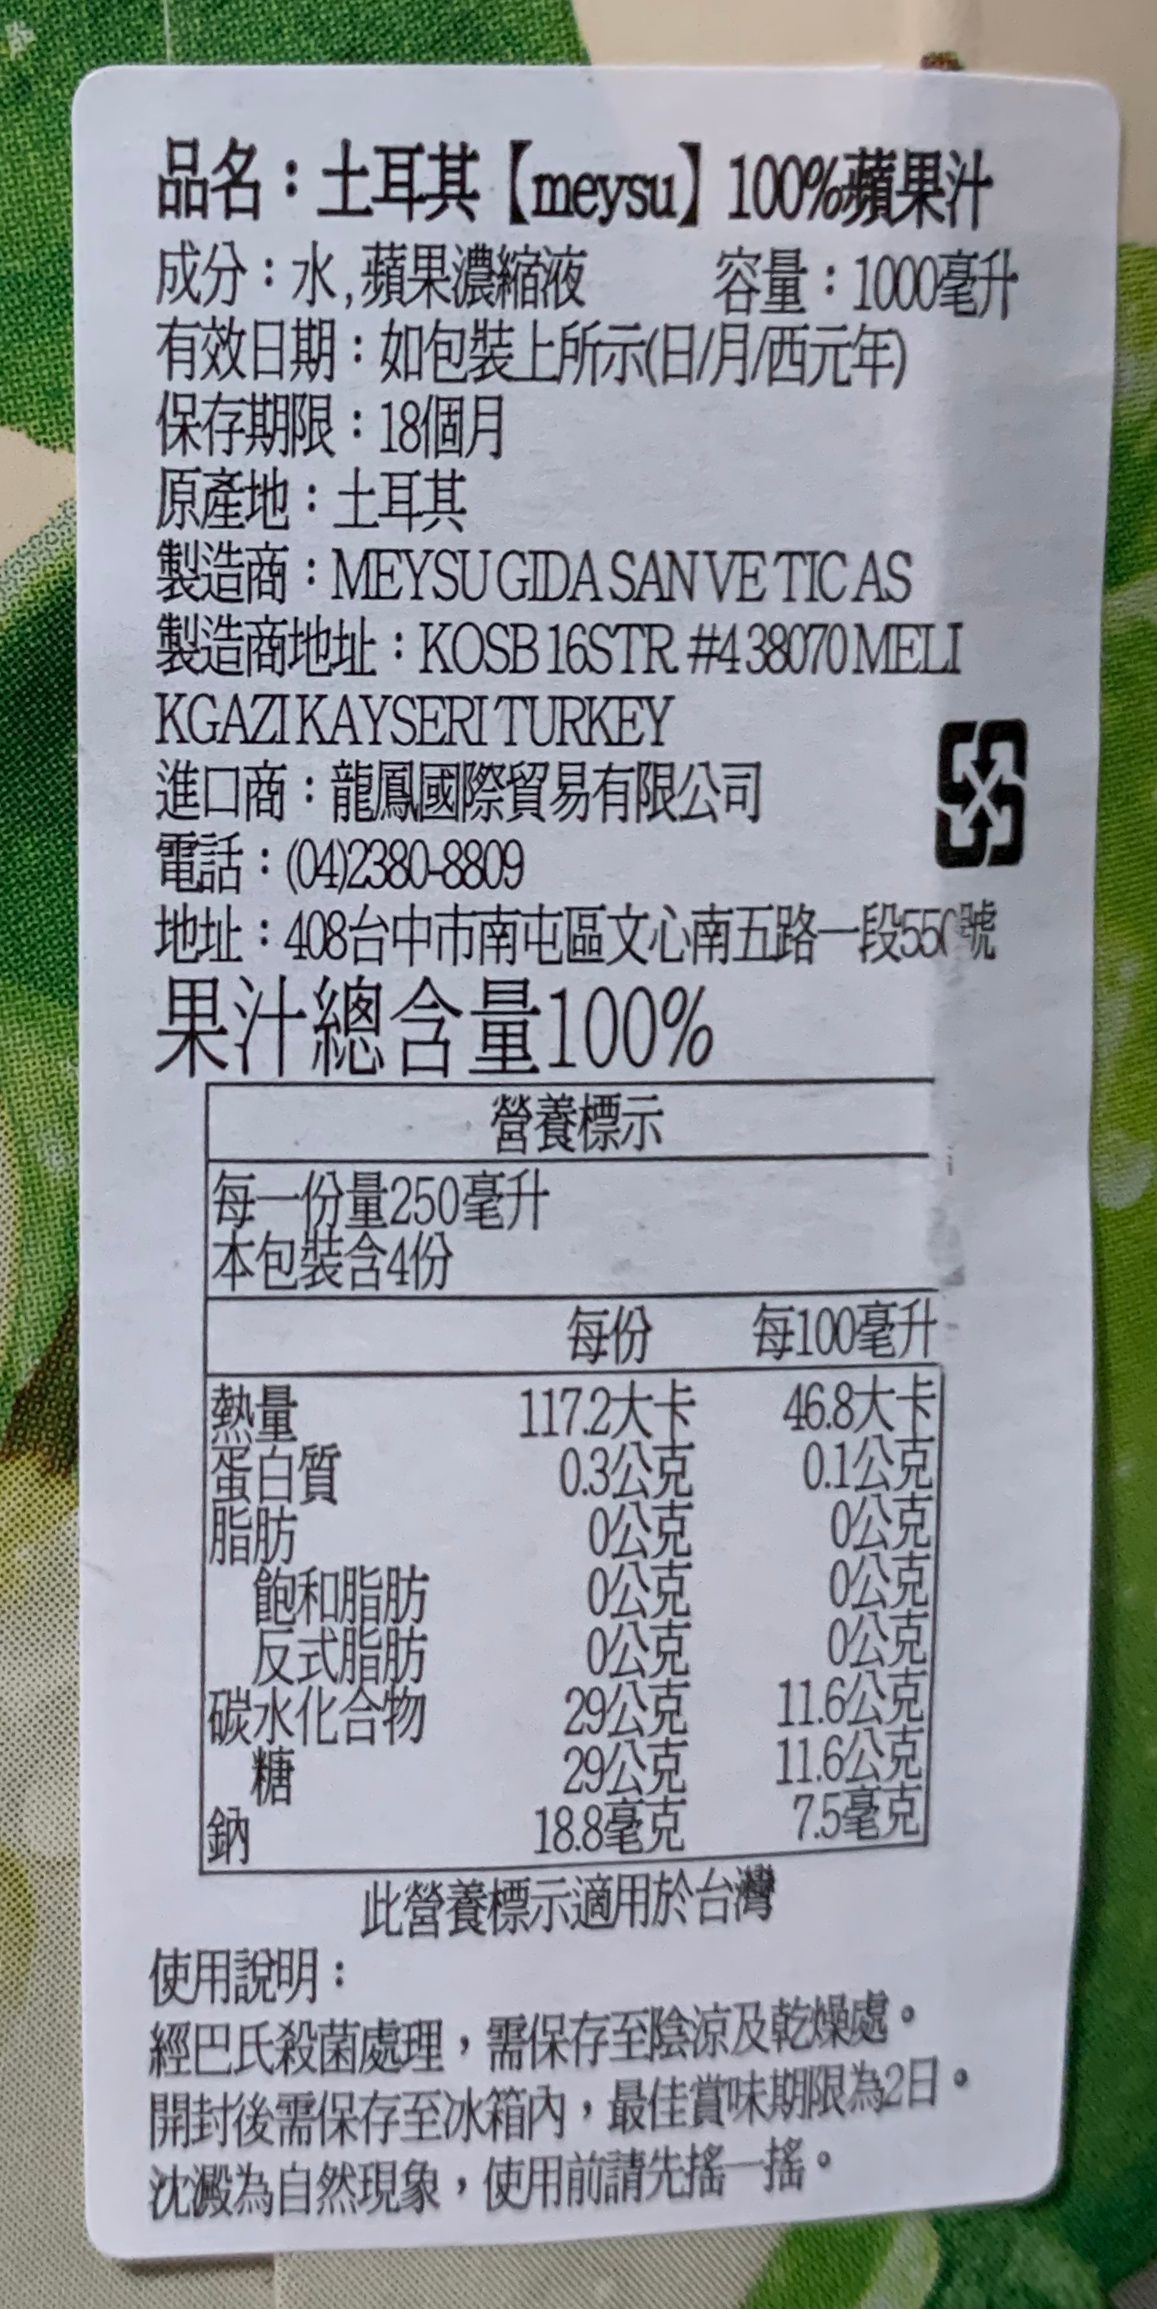 品名：土耳其【meysu】100%蘋果汁
成分：水,蘋果濃縮液 容量：1000毫升
有效日期：如包裝上所示(日/月/西元年)
保存期限：18個月
原產地：土耳其
製造商：MEYSU GIDA SAN VE TIC AS
製造商地址：KOSB 16STR #4 38070 MELI
KGAZI KAYSERI TURKEY
進口商：龍鳳國際貿易有限公司
電話：(04)2380-8809
地址：408台中市南屯區文心南五路一段号
果汁總含量100%
營養標示
每一份量250毫升
本包裝含4份
每份 每100毫升
熱量 117.2大卡 46.8大卡
蛋白質 0.3公克 0.1公克
脂肪 0公克 0公克
飽和脂肪 0公克 0公克
反式脂肪 0公克 0公克
碳水化合物 29公克 11.6公克
糖 29公克 11.6公克
鈉 18.8毫克 7.5毫克
此營養標示適用於台灣
使用說明：
經巴氏殺菌處理，需保存至陰涼及乾燥處。
開封後需保存至冰箱內，最佳賞味期限為2日。
沈澱為自然現象，使用前請先搖一搖。